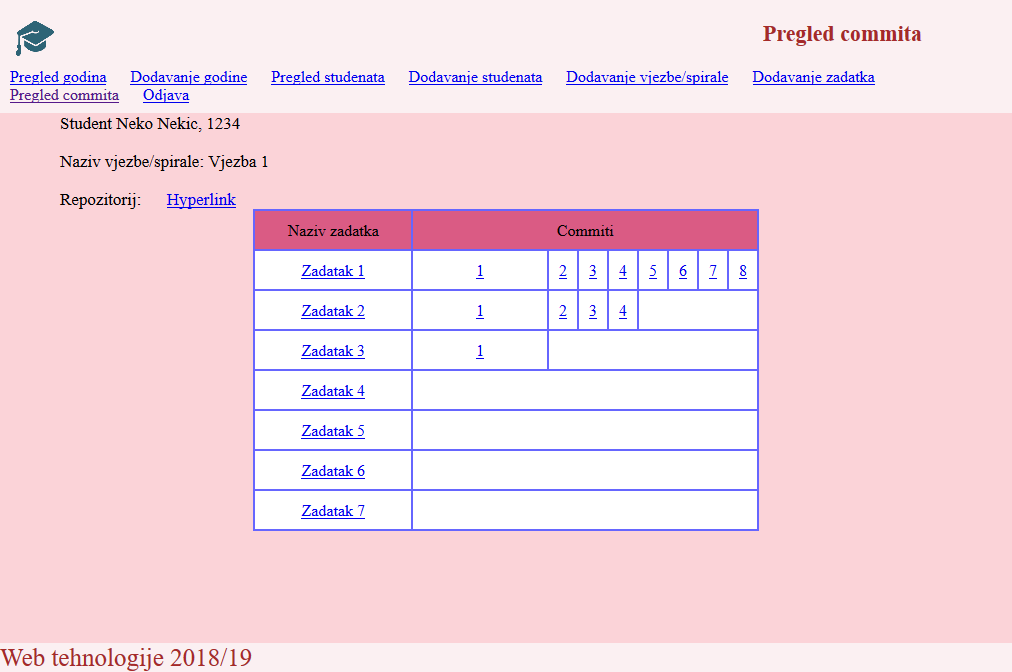 Pregled commita
Pregled godina Dodavanje godine Pregled studenata Dodavanje studenata Dodavanje vjezbe/spirale Dodavanje zadatka
Pregled commita Odjava
Student Neko Nekic, 1234
Naziv vjezbe/spirale: Vjezba 1
Repozitorij: Hyperlink
Naziv zadatka Commiti
Zadatak 1 1 2 3 4 5 6 7 8
Zadatak 2 1 2 3 4
Zadatak 3 1
Zadatak 4
Zadatak 5
Zadatak 6
Zadatak 7
Web tehnologije 2018/19